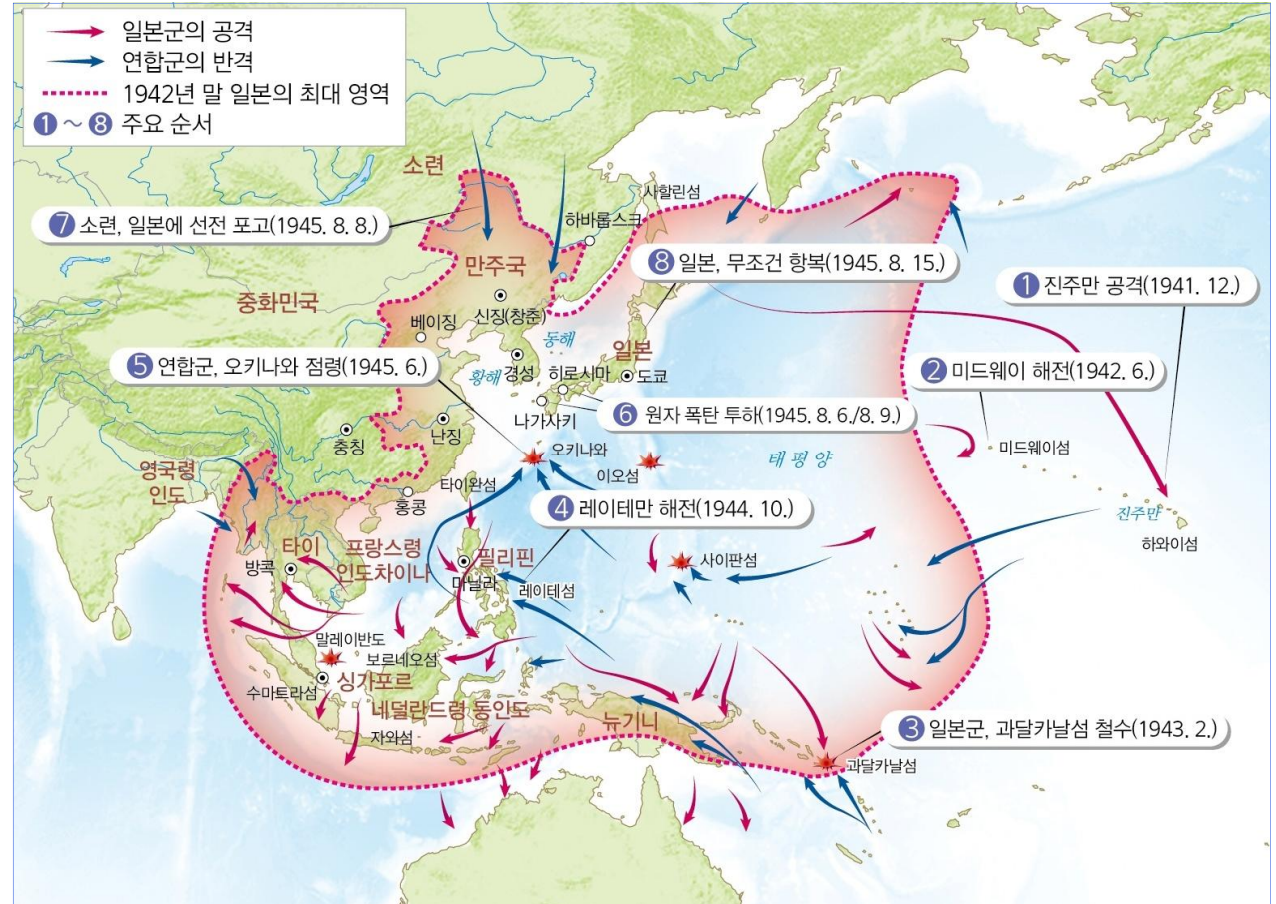 일본군의 공격
연합군의 반격
1942년 말 일본의 최대 영역
1 ~ 8 주요 순서
소련
사할린섬
하바롭스크
7 소련, 일본에 선전 포고(1945. 8. 8.)
만주국
8 일본, 무조건 항복(1945. 8. 15.)
1 진주만 공격(1941. 12.)
중화민국
신징(창춘)
베이징
동해
일본
5 연합군, 오키나와 점령(1945. 6.)
황해
경성
히로시마
도쿄
2 미드웨이 해전(1942. 6.)
나가사키
6 원자 폭탄 투하(1945. 8. 6./8. 9.)
충칭
난징
오키나와
이오섬
태평양
미드웨이섬
영국령
인도
타이완섬
홍콩
4 레이테만 해전(1944. 10.)
진주만
하와이섬
타이
방콕
프랑스령
인도차이나
필리핀
마닐라
레이테섬
사이판섬
말레이반도
보르네오섬
싱가포르
수마트라섬
네덜란드령 동인도
자와섬
뉴기니
3 일본군, 과달카날섬 철수(1943. 2.)
과달카날섬